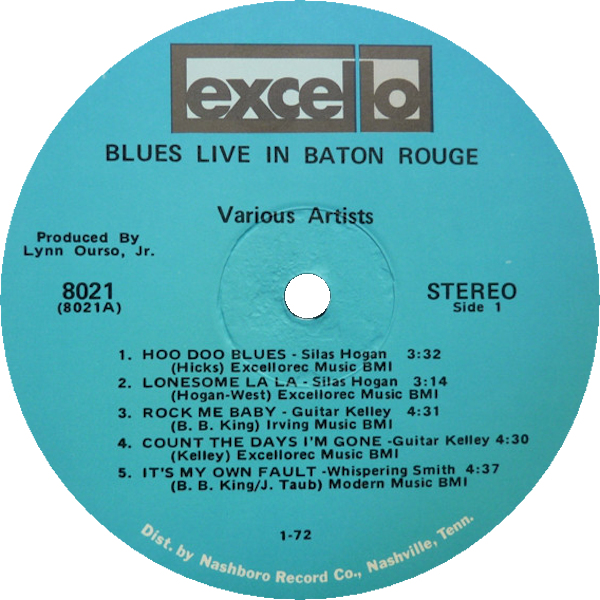 excello
BLUES LIVE IN BATON ROUGE
Various Artists
Produced By
Lynn Ourso, Jr.
8021
(8021A)
STEREO
Side 1
1. HOO DOO BLUES - Silas Hogan 3:32
(Hicks) Excellorec Music BMI
2. LONESOME LA LA - Silas Hogan 3:14
(Hogan-West) Excellorec Music BMI
3. ROCK ME BABY - Guitar Kelley 4:31
(B. B. King) Irving Music BMI
4. COUNT THE DAYS I'M GONE -Guitar Kelley 4:30
(Kelley) Excellorec Music BMI
5. IT'S MY OWN FAULT -Whispering Smith 4:37
(B. B. King/J. Taub) Modern Music BMI
1-72
Dist. by Nashboro Record Co., Nashville, Tenn.